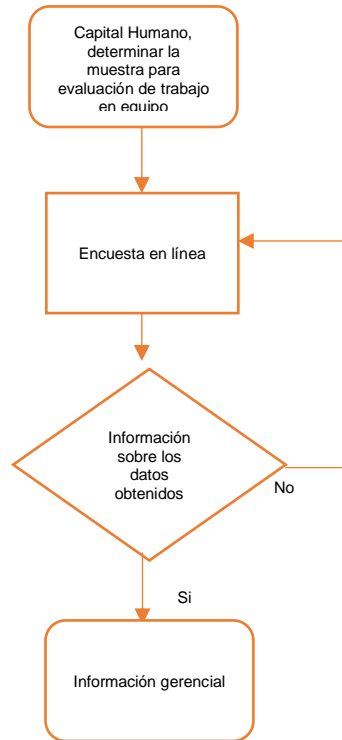 Capital Humano,
determinar la
muestra para
evaluación de trabajo
en equipo
Encuesta en línea
Información
sobre los
datos
obtenidos
No
Si
Información gerencial